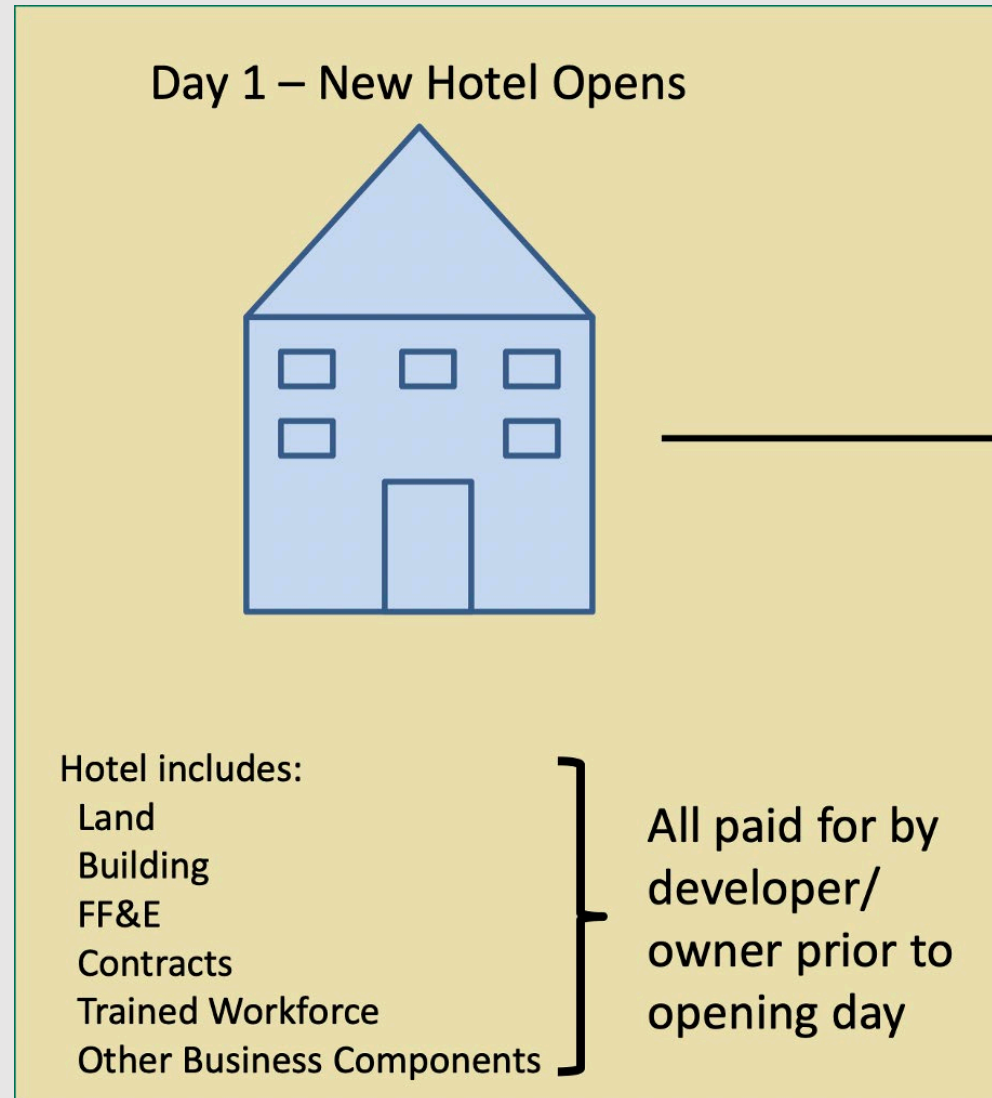 Day 1 – New Hotel Opens
Hotel includes:
Land
Building
FF&E
Contracts
Trained Workforce
Other Business Components
All paid for by
developer/
owner prior to
opening day